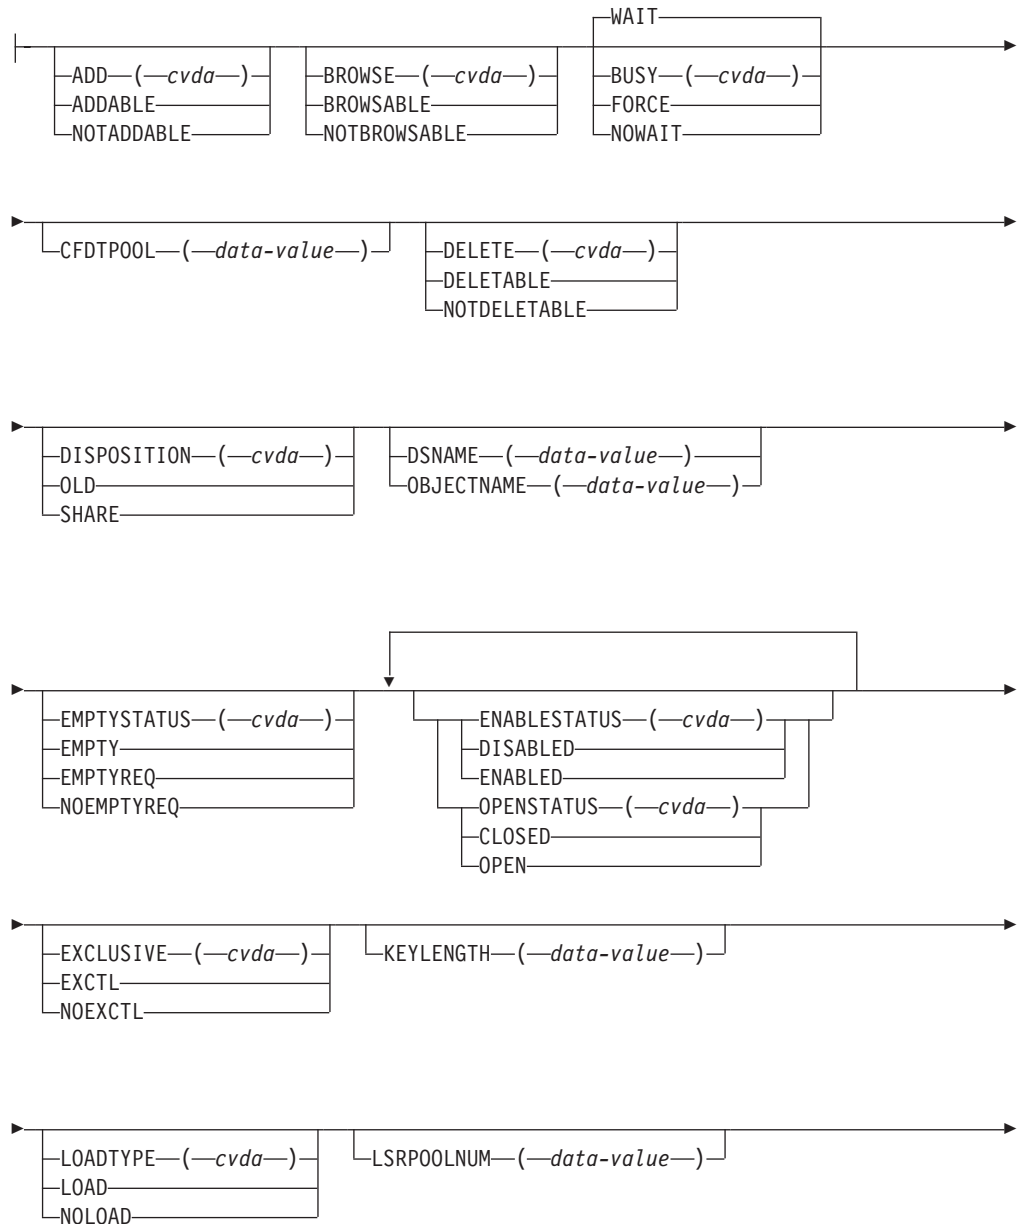 WAIT
ADD ( cvda ) BROWSE ( cvda ) BUSY ( cvda )
ADDABLE BROWSABLE FORCE
NOTADDABLE NOTBROWSABLE NOWAIT
CFDTPOOL ( data-value ) DELETE ( cvda )
DELETABLE
NOTDELETABLE
DISPOSITION ( cvda ) DSNAME ( data-value )
OLD OBJECTNAME ( data-value )
SHARE
EMPTYSTATUS ( cvda ) ENABLESTATUS ( cvda )
EMPTY DISABLED
EMPTYREQ ENABLED
NOEMPTYREQ OPENSTATUS ( cvda )
CLOSED
OPEN
EXCLUSIVE ( cvda ) KEYLENGTH ( data-value )
EXCTL
NOEXCTL
LOADTYPE ( cvda ) LSRPOOLNUM ( data-value )
LOAD
NOLOAD